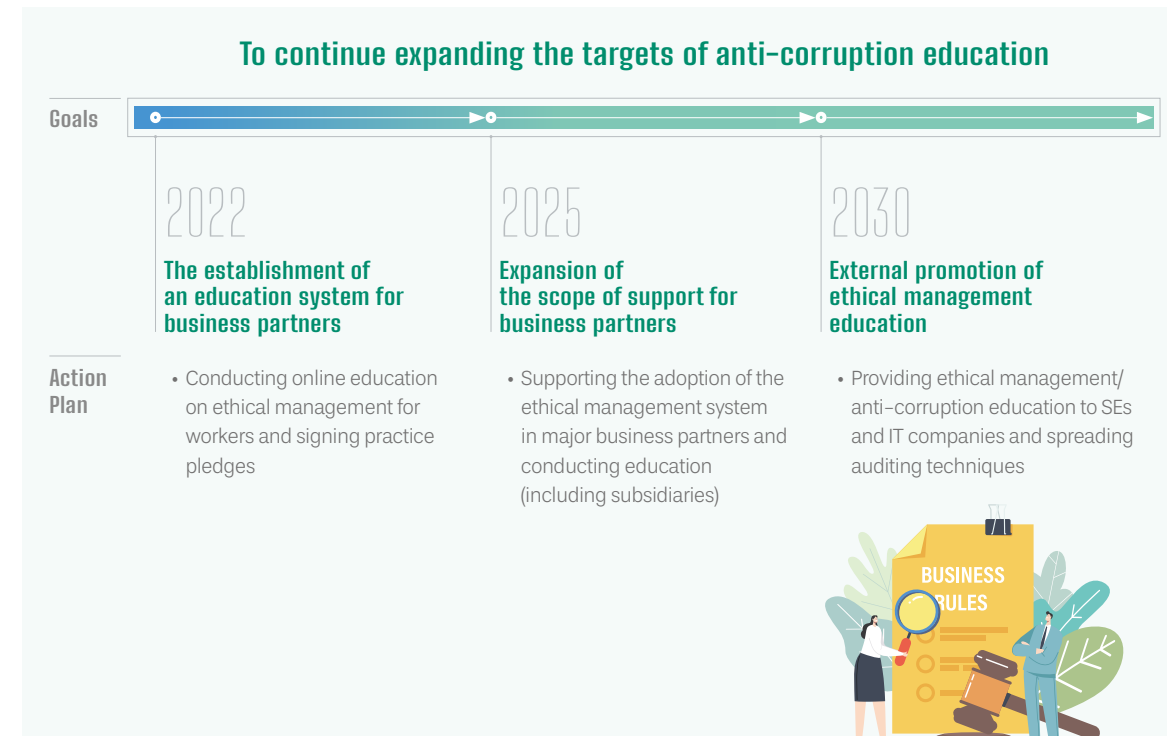 To continue expanding the targets of anti-corruption education
Goals
2022
The establishment of
an education system for
business partners
2025
Expansion of
the scope of support for
business partners
2030
External promotion of
ethical management
education
Action
Plan
• Conducting online education
on ethical management for
workers and signing practice
pledges
• Supporting the adoption of the
ethical management system
in major business partners and
conducting education
(including subsidiaries)
• Providing ethical management/
anti-corruption education to SEs
and IT companies and spreading
auditing techniques
BUSINESS
RULES